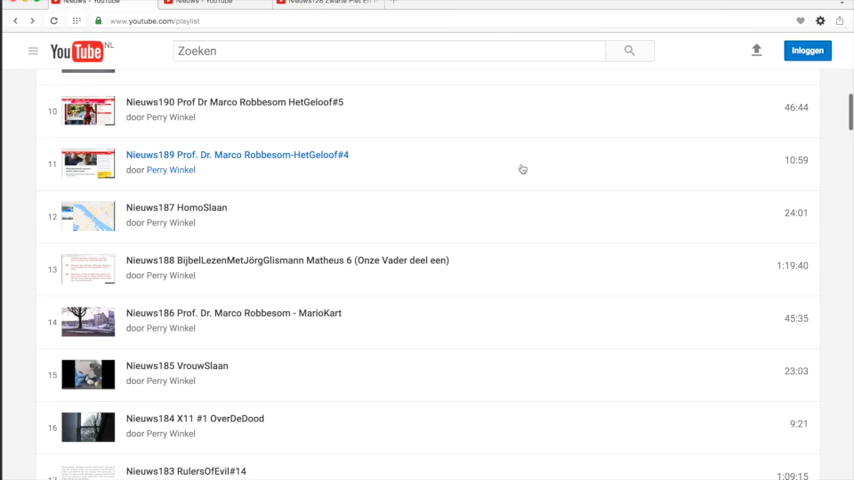 Nieuws - YouTube
Nieuws - YouTube
Nieuws128 Zwarte Piet En H
www.youtube.com/playlist
YouTube NL
Zoeken
Inloggen
10
Nieuws190 Prof Dr Marco Robbesom HetGeloof#5
door Perry Winkel
46:44
11
Nieuws189 Prof. Dr. Marco Robbesom-HetGeloof#4
door Perry Winkel
10:59
12
Nieuws187 HomoSlaan
door Perry Winkel
24:01
13
Nieuws188 BijbelLezenMetJörgGlismann Matheus 6 (Onze Vader deel een)
door Perry Winkel
1:19:40
14
Nieuws186 Prof. Dr. Marco Robbesom - MarioKart
door Perry Winkel
45:35
15
Nieuws185 VrouwSlaan
door Perry Winkel
23:03
16
Nieuws184 X11 #1 OverDeDood
door Perry Winkel
9:21
17
Nieuws183 RulersOfEvil#14
1:09:15